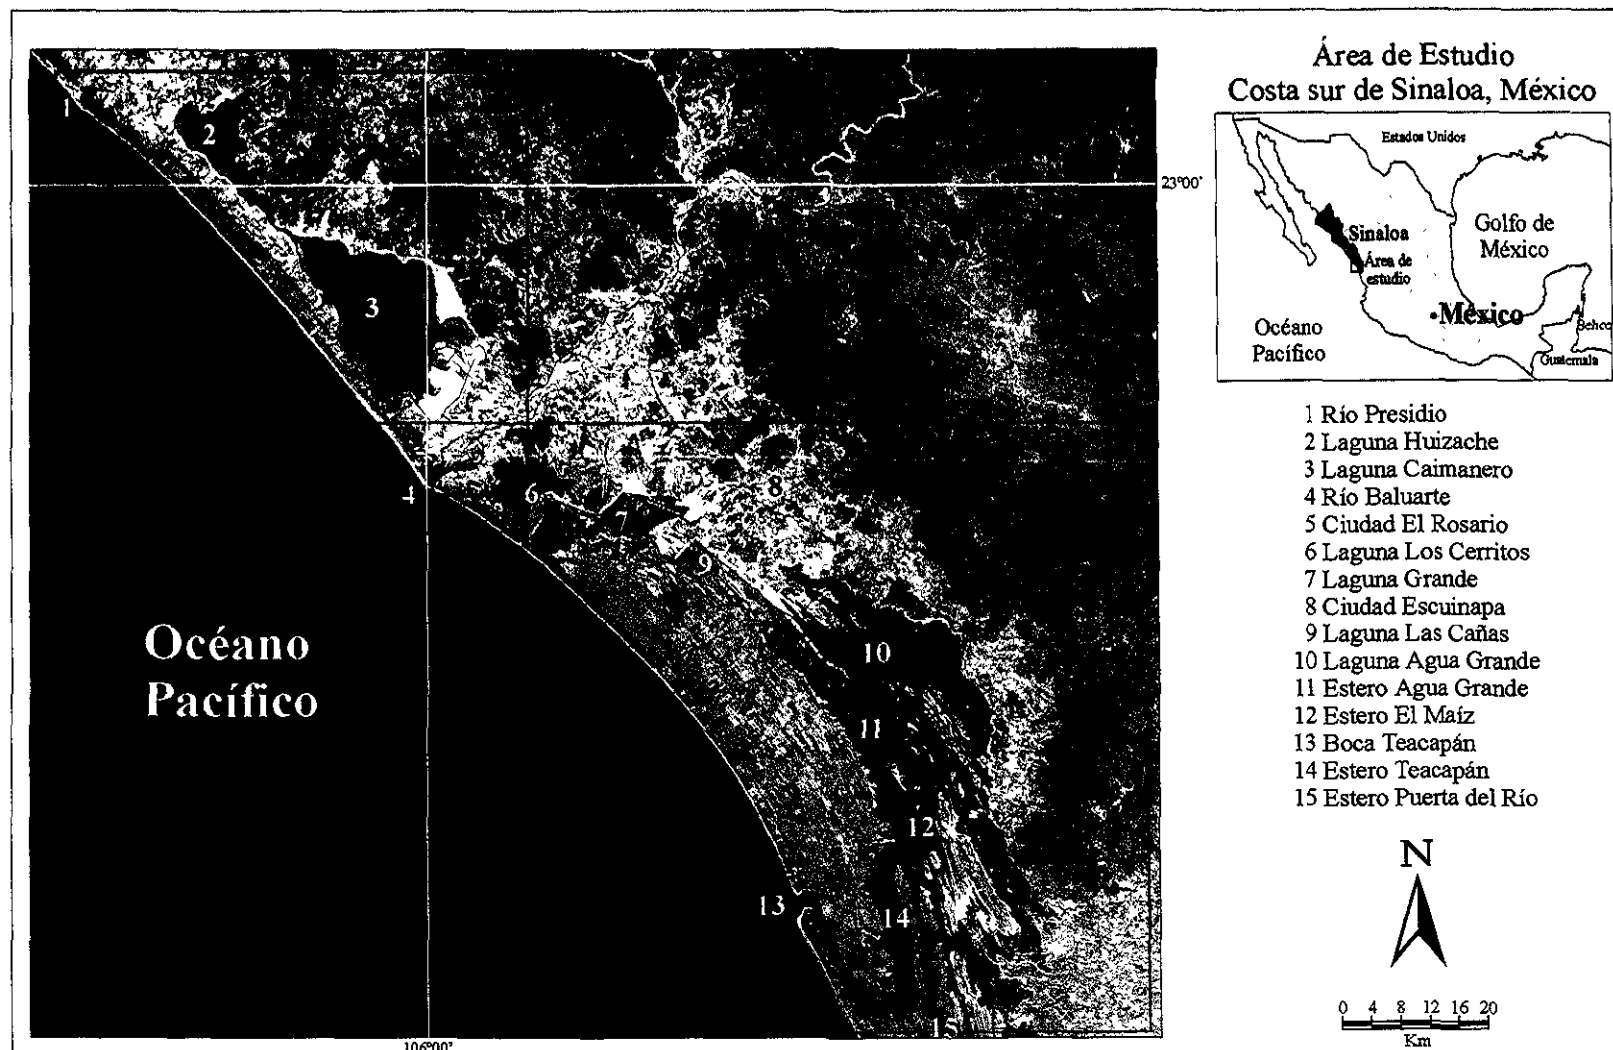 Área de Estudio
Costa sur de Sinaloa, México
Estados Unidos
Golfo de
México
Sinaloa
Área de
estudio
México
Océano
Pacífico
Guatemala
1 Río Presidio
2 Laguna Huizache
3 Laguna Caimanero
4 Río Baluarte
5 Ciudad El Rosario
6 Laguna Los Cerritos
7 Laguna Grande
8 Ciudad Escuinapa
9 Laguna Las Cañas
10 Laguna Agua Grande
11 Estero Agua Grande
12 Estero El Maíz
13 Boca Teacapán
14 Estero Teacapán
15 Estero Puerta del Río
N
0 4 8 12 16 20
Km
1
2
23º00'
5
3
4
6
8
7
9
Océano
Pacífico
10
11
12
13
14
15
106º00'